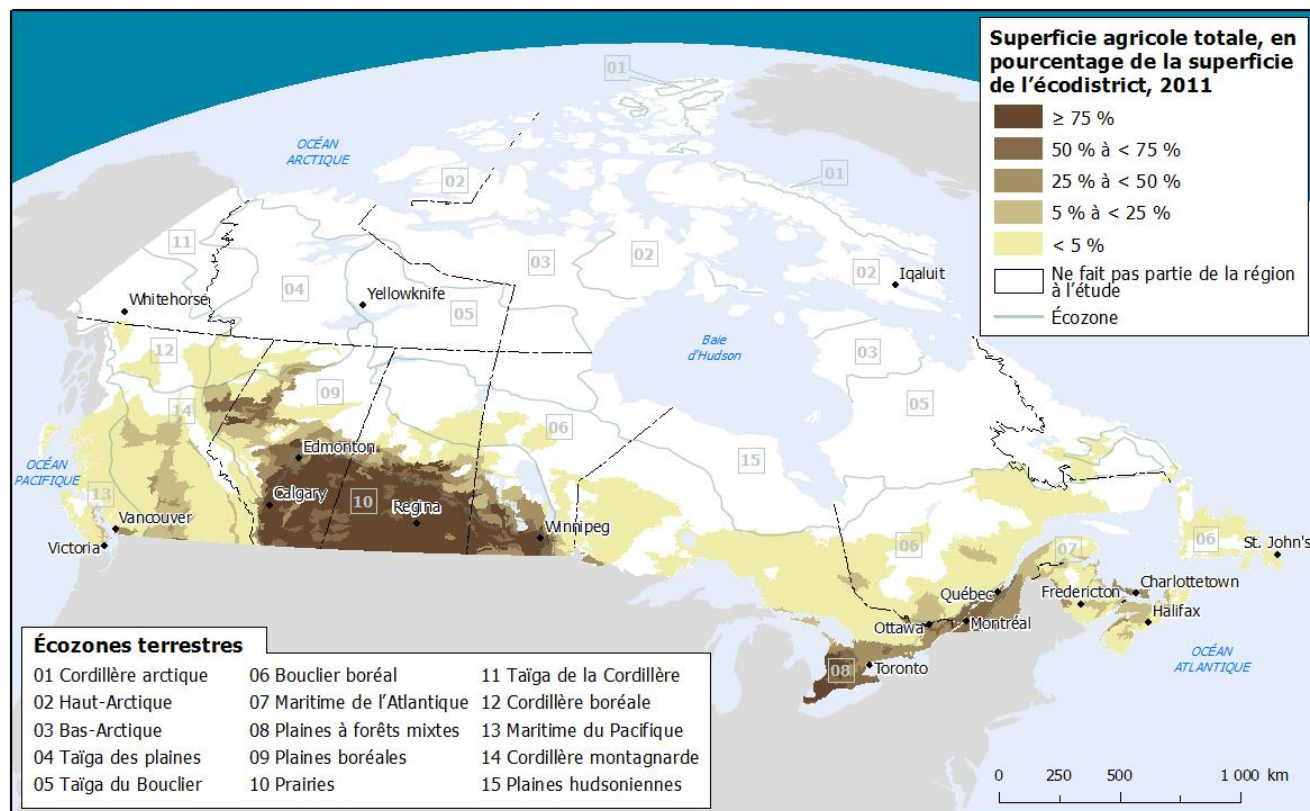 Superficie agricole totale, en
pourcentage de la superficie
de l'écodistrict, 2011
≥ 75 %
50 % à < 75 %
25 % à < 50 %
5 % à < 25 %
< 5 %
Ne fait pas partie de la région
à l'étude
Écozone
01
OCÉAN
ARCTIQUE
02
01
11
03
02
02
Iqaluit
04
Yellowknife
Whitehorse
05
Baie
d'Hudson
12
03
09
05
14
06
Edmonton
15
OCÉAN
PACIFIQUE
13
Calgary
10
Regina
Vancouver
Winnipeg
Victoria
06
07
06
St. John's
Québec
Fredericton
Charlottetown
Ottawa
Montréal
Halifax
08
Toronto
OCÉAN
ATLANTIQUE
Écozones terrestres
01 Cordillère arctique
02 Haut-Arctique
03 Bas-Arctique
04 Taïga des plaines
05 Taïga du Bouclier
06 Bouclier boréal
07 Maritime de l'Atlantique
08 Plaines à forêts mixtes
09 Plaines boréales
10 Prairies
11 Taïga de la Cordillère
12 Cordillère boréale
13 Maritime du Pacifique
14 Cordillère montagnarde
15 Plaines hudsoniennes
0 250 500 1 000 km